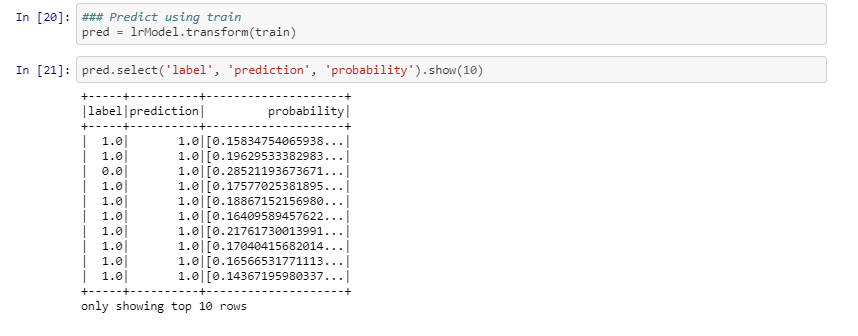 In [20]: ### Predict using train
pred = lrModel.transform(train)
In [21]: pred.select('label', 'prediction', 'probability').show(10)
+-----+----------+--------------------+
|label|prediction|         probability|
+-----+----------+--------------------+
|  1.0|       1.0|[0.15834754065938...|
|  1.0|       1.0|[0.19629533382983...|
|  0.0|       1.0|[0.28521193673671...|
|  1.0|       1.0|[0.17577025381895...|
|  1.0|       1.0|[0.18867152156980...|
|  1.0|       1.0|[0.16409589457622...|
|  1.0|       1.0|[0.21761730013991...|
|  1.0|       1.0|[0.17040415682014...|
|  1.0|       1.0|[0.16566531771113...|
|  1.0|       1.0|[0.14367195980337...|
+-----+----------+--------------------+
only showing top 10 rows